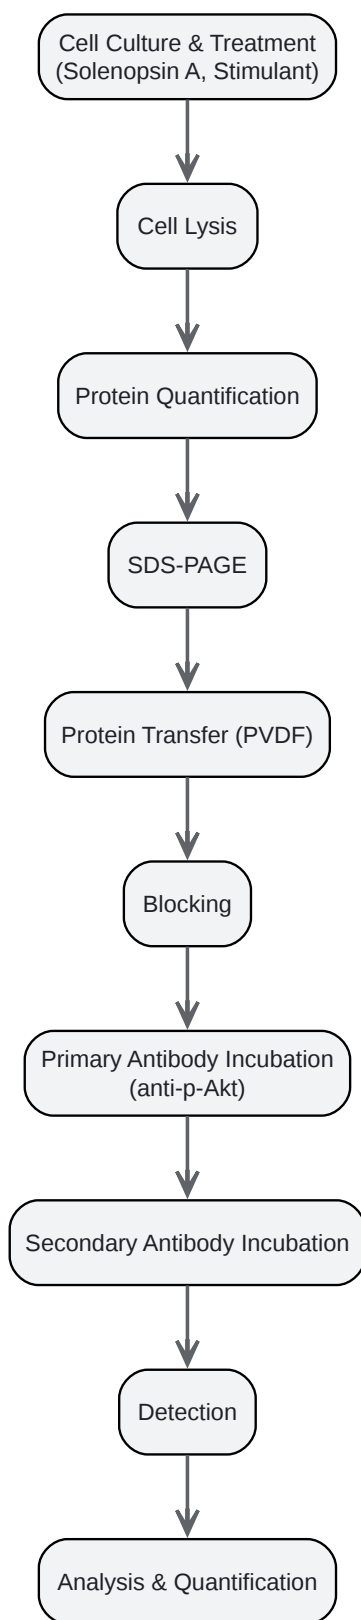 Cell Culture & Treatment
(Solenopsin A, Stimulant)
Cell Lysis
Protein Quantification
SDS-PAGE
Protein Transfer (PVDF)
Blocking
Primary Antibody Incubation
(anti-p-Akt)
Secondary Antibody Incubation
Detection
Analysis & Quantification